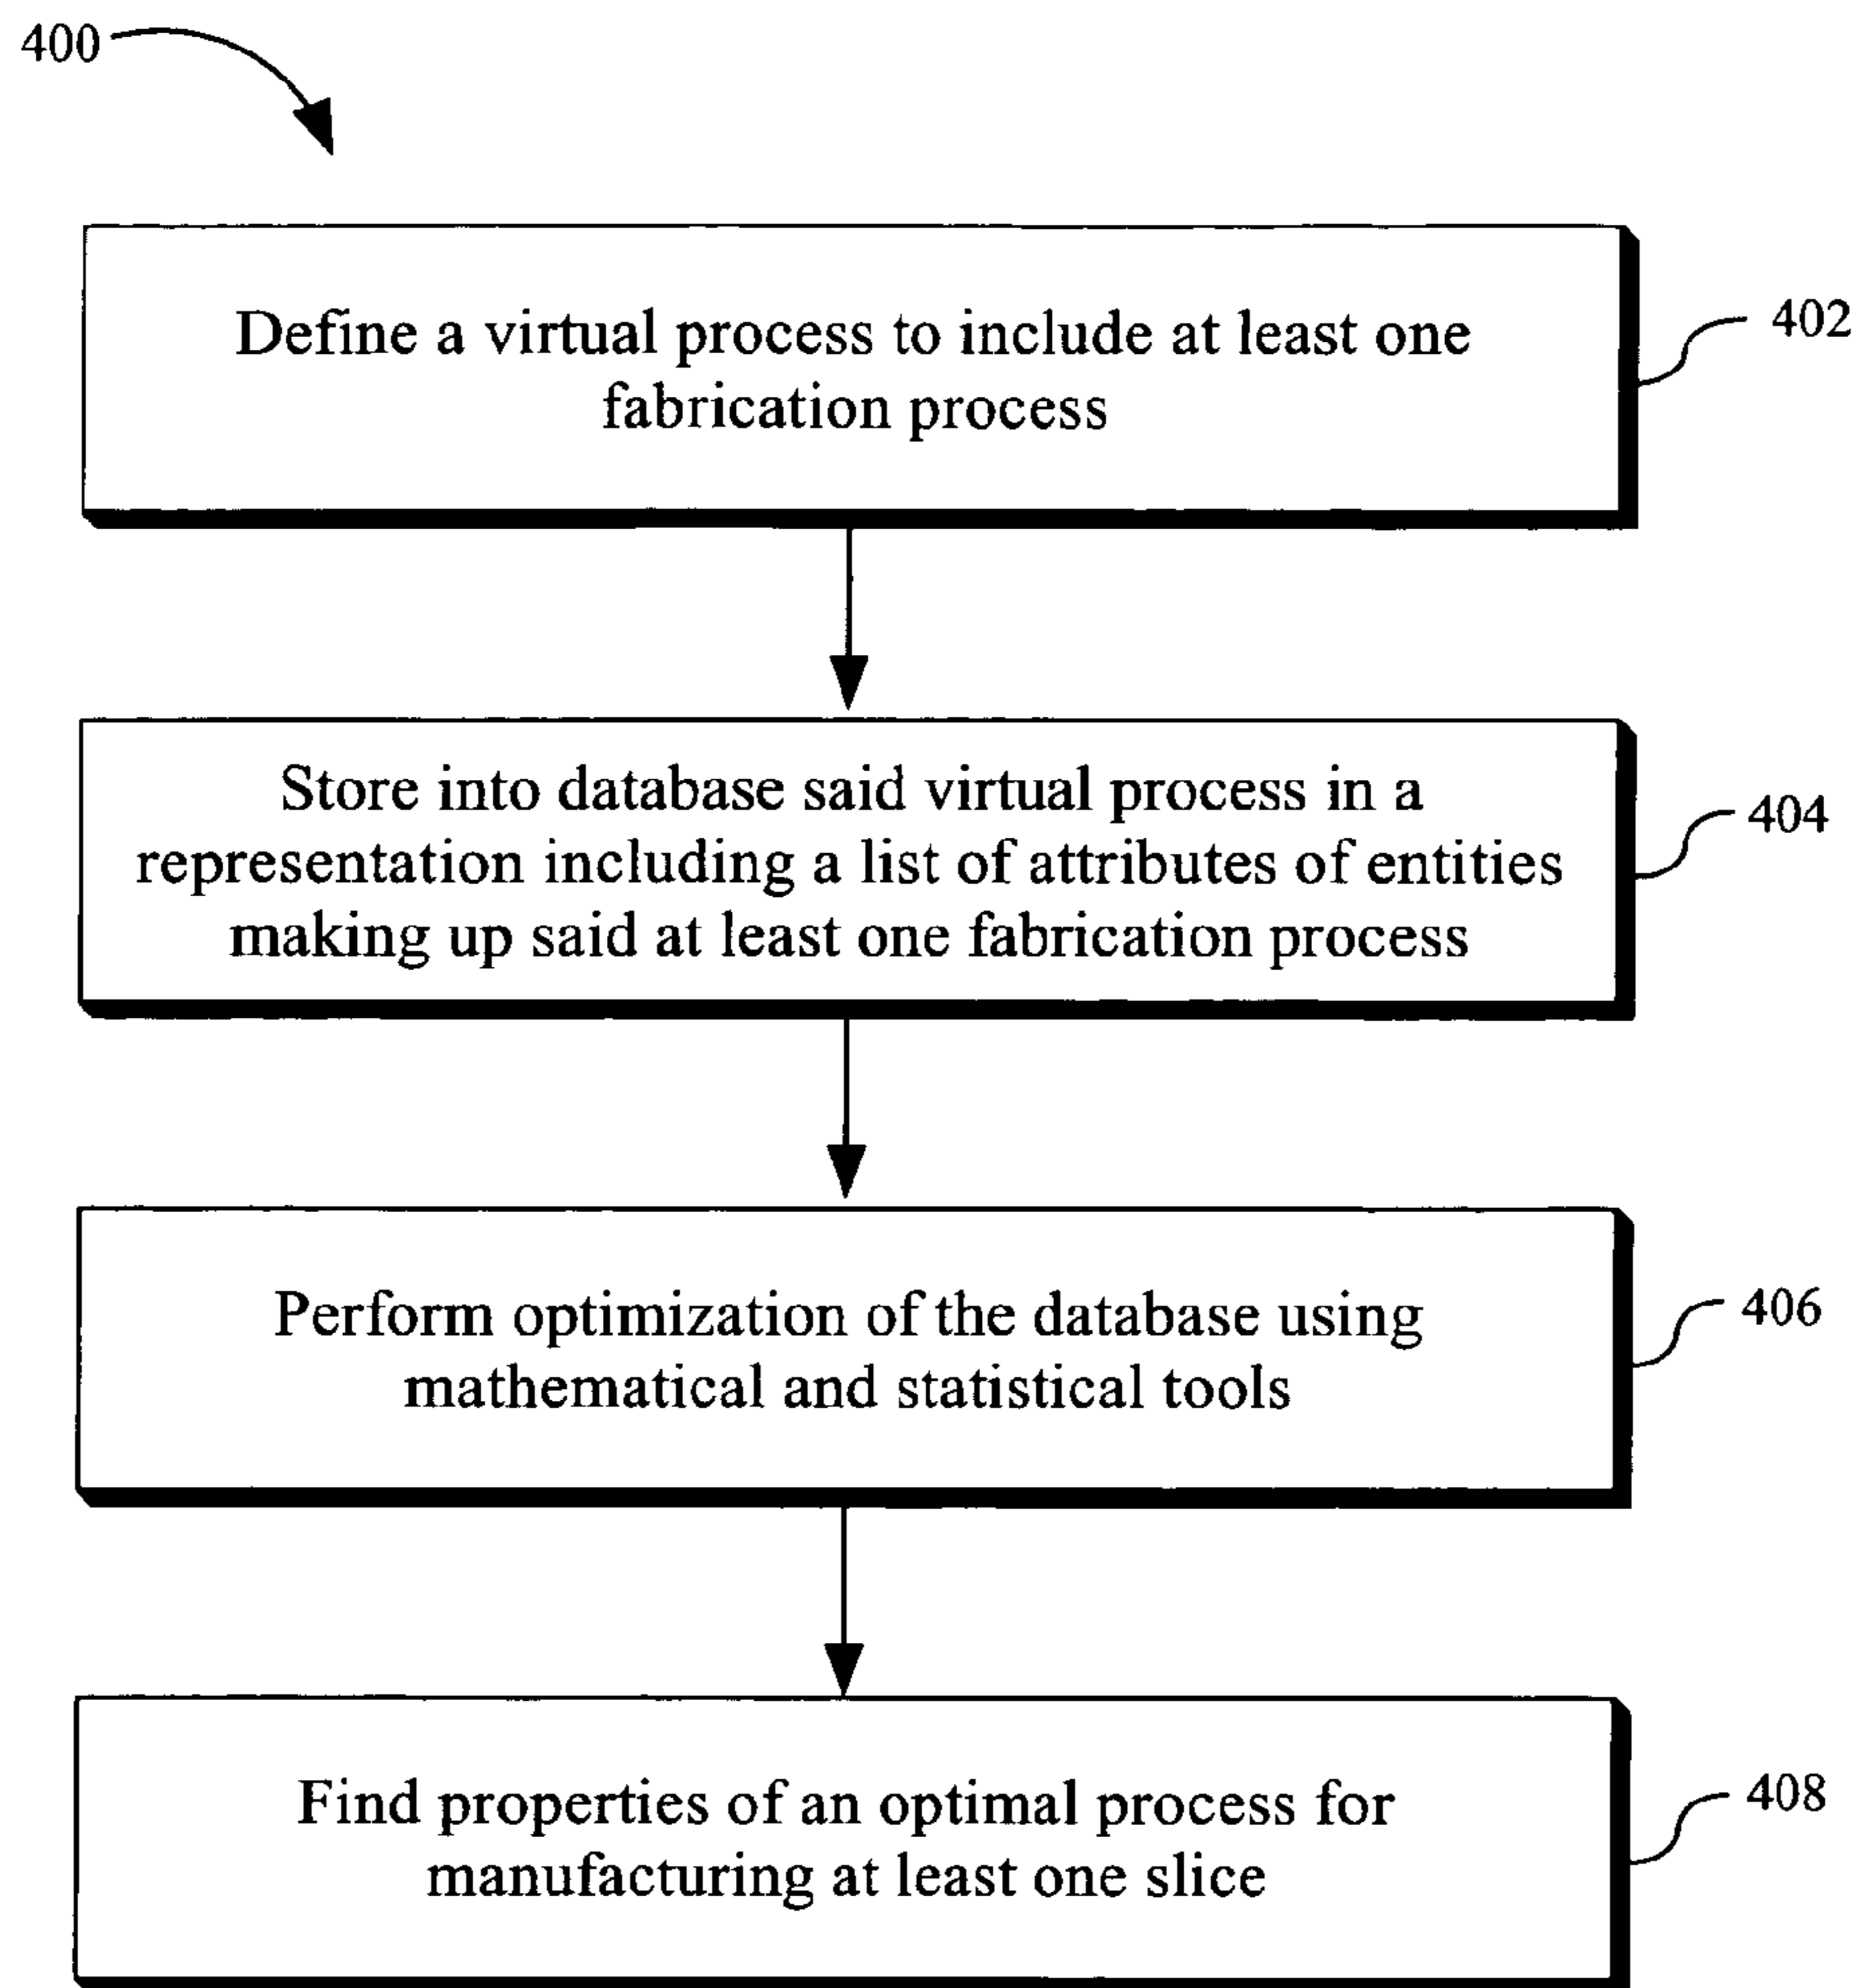 400
Define a virtual process to include at least one
fabrication process
402
Store into database said virtual process in a
representation including a list of attributes of entities
making up said at least one fabrication process
404
Perform optimization of the database using
mathematical and statistical tools
406
Find properties of an optimal process for
manufacturing at least one slice
408